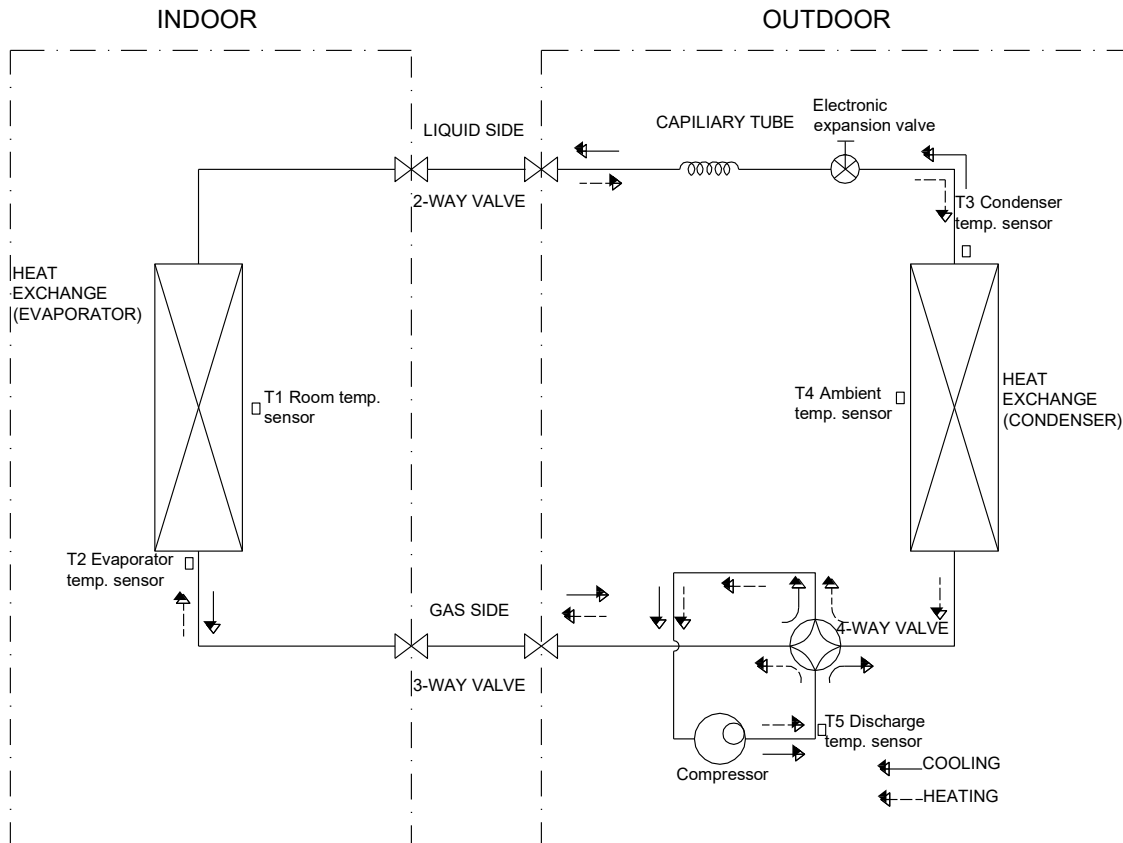 INDOOR
OUTDOOR
LIQUID SIDE
CAPILIARY TUBE
Electronic
expansion valve
2-WAY VALVE
T3 Condenser
temp. sensor
HEAT
EXCHANGE
(EVAPORATOR)
T1 Room temp.
sensor
T4 Ambient
temp. sensor
HEAT
EXCHANGE
(CONDENSER)
T2 Evaporator
temp. sensor
GAS SIDE
4-WAY VALVE
3-WAY VALVE
T5 Discharge
temp. sensor
Compressor
COOLING
HEATING